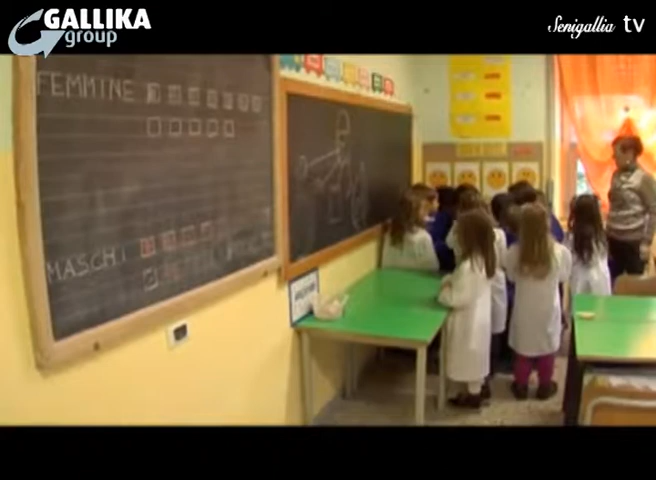 GALLIKA
group
Senigallia tv
FEMMINE
MASCHI